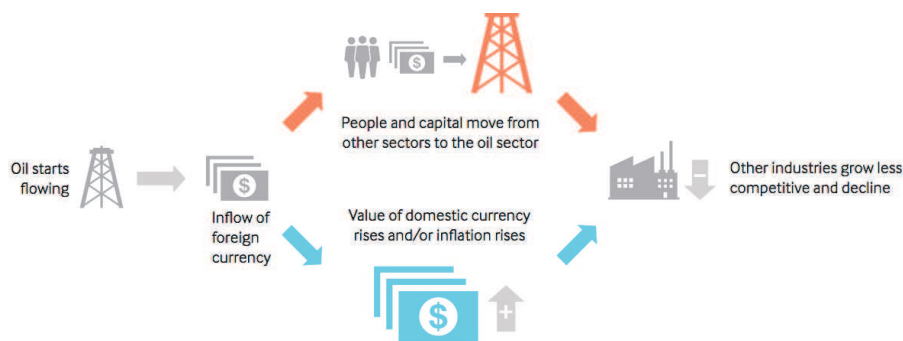 Oil starts
flowing
Inflow of
foreign
currency
$
$
People and capital move from
other sectors to the oil sector
Value of domestic currency
rises and/or inflation rises
$
+
-
Other industries grow less
competitive and decline